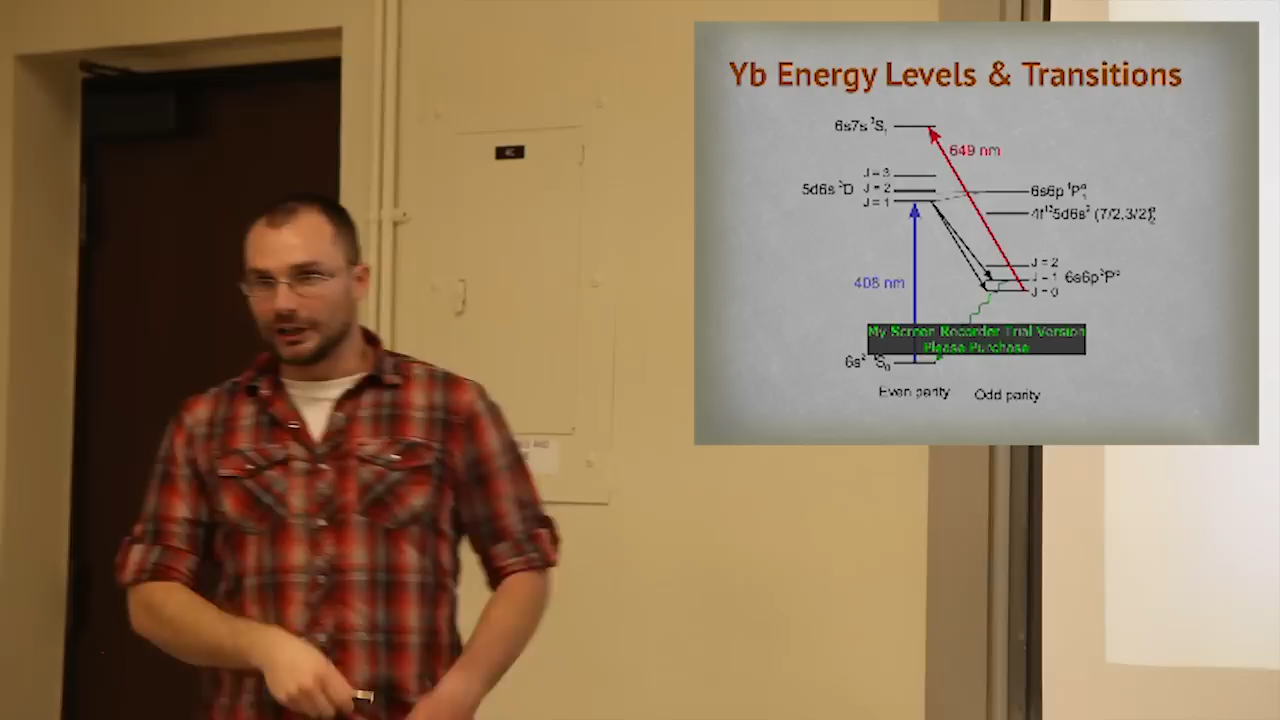 Yb Energy Levels & Transitions
6s7s ³S₁
649 nm
J = 3
5d6s ³D
J = 2
J = 1
6s6p ¹P₁°
4f¹³5d6s² (7/2,3/2)₂°
J = 2
J = 1
6s6p ³P°
J = 0
408 nm
My Screen Recorder Trial Version
Please Purchase
6s² ¹S₀
Even parity
Odd parity